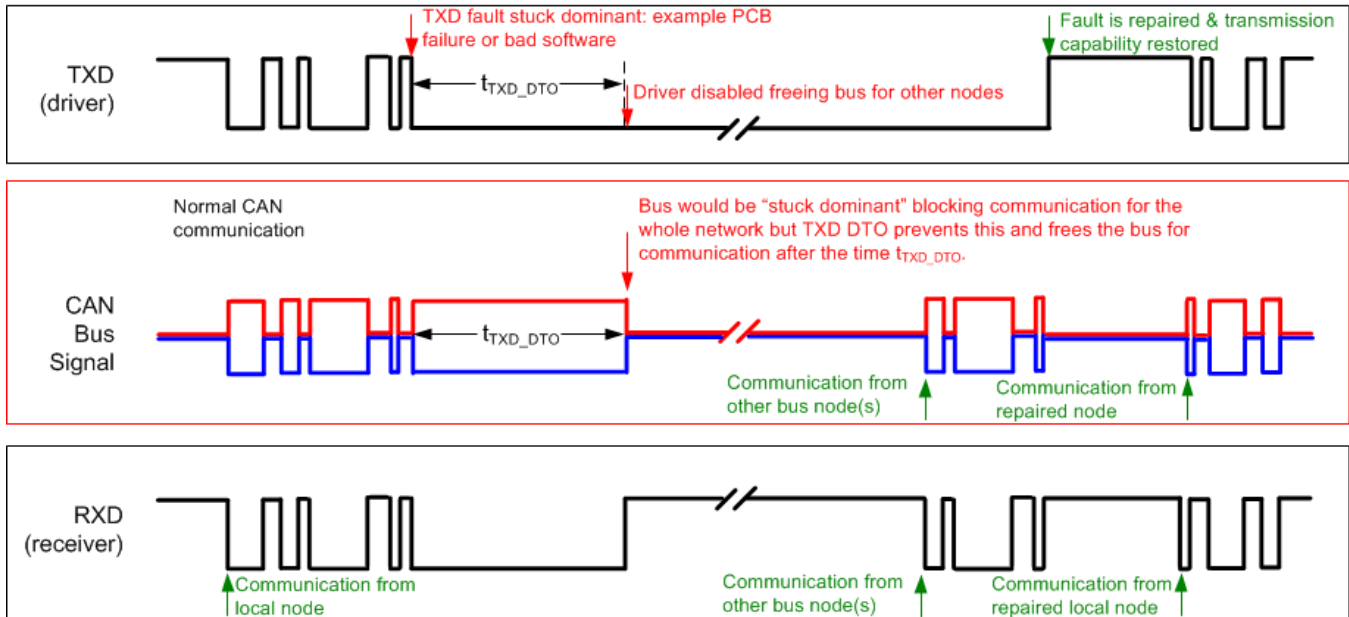 TXD fault stuck dominant: example PCB
failure or bad software
Fault is repaired & transmission
capability restored
TXD
(driver)
tTXD_DTO
Driver disabled freeing bus for other nodes
Normal CAN
communication
Bus would be “stuck dominant” blocking communication for the
whole network but TXD DTO prevents this and frees the bus for
communication after the time tTXD_DTO.
CAN
Bus
Signal
tTXD_DTO
Communication from
other bus node(s)
Communication from
repaired node
RXD
(receiver)
Communication from
local node
Communication from
other bus node(s)
Communication from
repaired local node